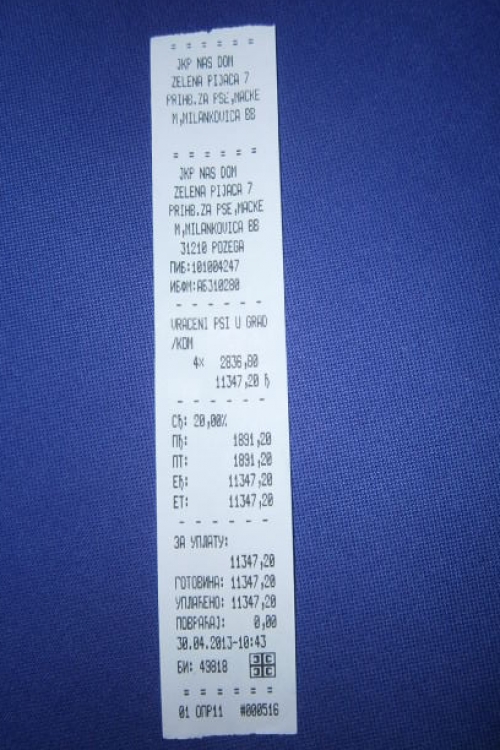 = = = = = =
JKP NAS DOM
ZELENA PIJACA 7
PRIHB.ZA PSE,MACKE
M,MILANKOVICA BB
= = = = = =
JKP NAS DOM
ZELENA PIJACA 7
PRIHB.ZA PSE,MACKE
M,MILANKOVICA BB
31210 POZEGA
ПИБ:101004247
ИБФМ:АБ310280
- - - - - -
VRACENI PSI U GRAD
/KOM
4× 2836,80
11347,20 Ђ
- - - - - -
СЂ: 20,00%
ПЂ: 1891,20
ПТ: 1891,20
ЕЂ: 11347,20
ЕТ: 11347,20
- - - - - -
ЗА УПЛАТУ:
11347,20
ГОТОВИНА: 11347,20
УПЛАЋЕНО: 11347,20
ПОВРАЋАЈ: 0,00
30.04.2013-10:43
БИ: 49818
= = = = = =
01 ОПР11 #000516